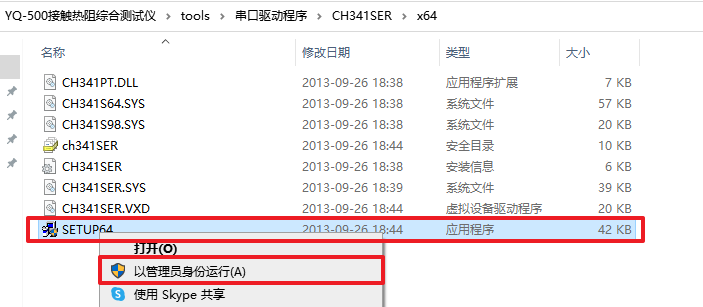 YQ-500接触热阻综合测试仪 > tools > 串口驱动程序 > CH341SER > x64
名称 修改日期 类型 大小
CH341PT.DLL 2013-09-26 18:38 应用程序扩展 7 KB
CH341S64.SYS 2013-09-26 18:38 系统文件 57 KB
CH341S98.SYS 2013-09-26 18:38 系统文件 20 KB
ch341SER 2013-09-26 18:44 安全目录 10 KB
CH341SER 2013-09-26 18:38 安装信息 6 KB
CH341SER.SYS 2013-09-26 18:39 系统文件 39 KB
CH341SER.VXD 2013-09-26 18:44 虚拟设备驱动程序 20 KB
SETUP64 2013-09-26 18:44 应用程序 42 KB
打开(O)
以管理员身份运行(A)
使用 Skype 共享